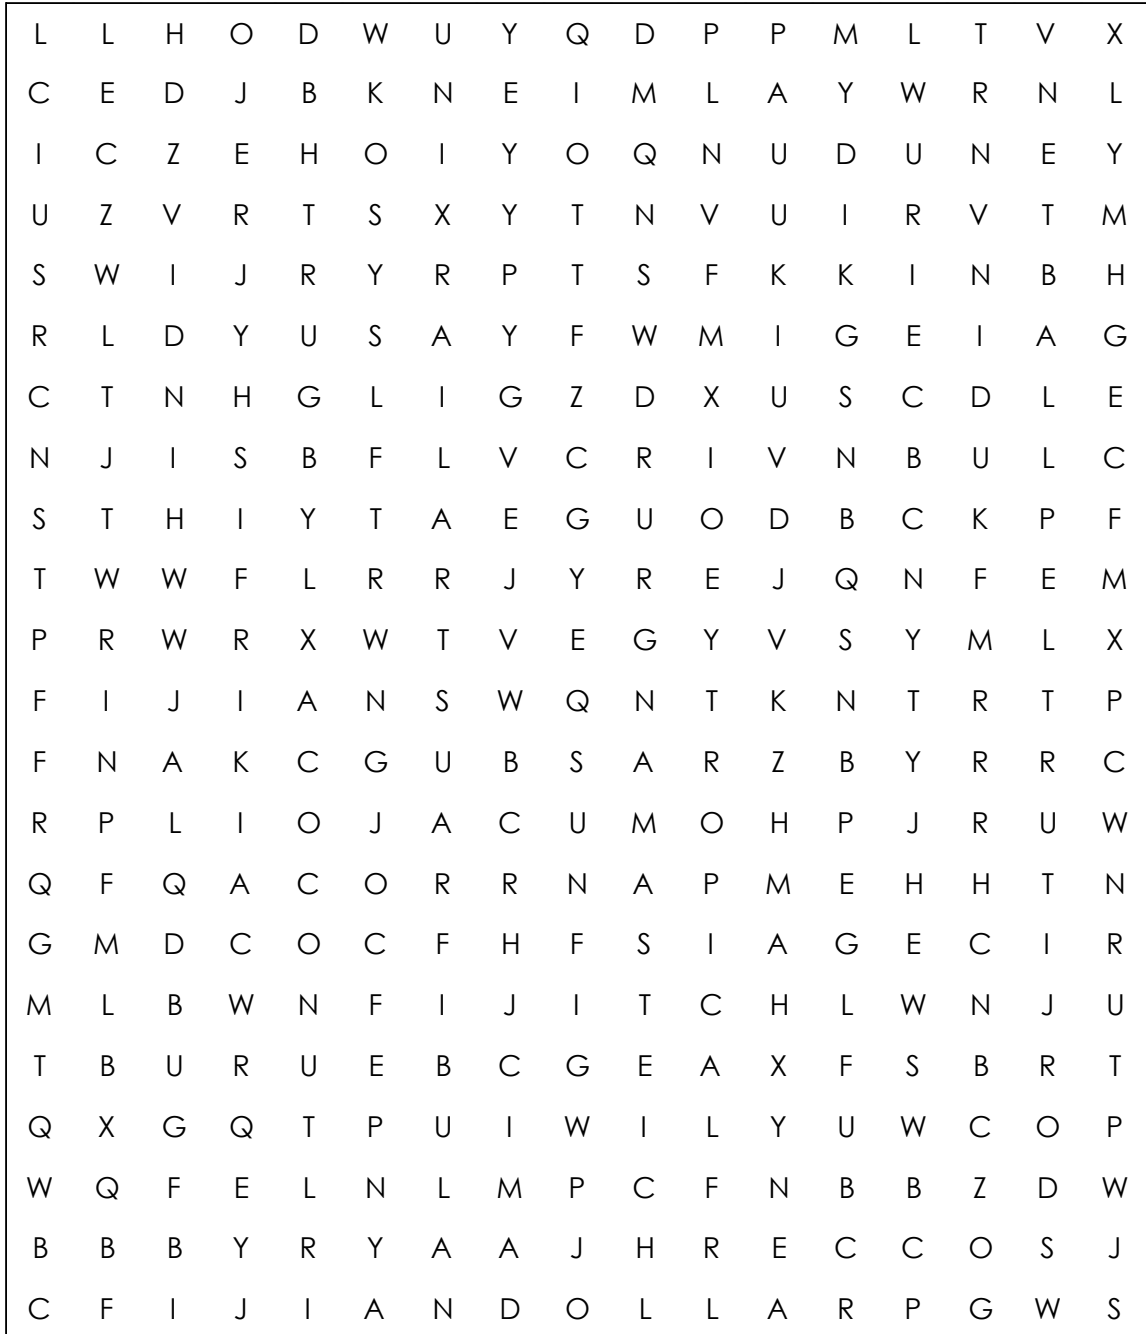 L L H O D W U Y Q D P P M L T V X
C E D J B K N E I M L A Y W R N L
I C Z E H O I Y O Q N U D U N E Y
U Z V R T S X Y T N V U I R V T M
S W I J R Y R P T S F K K I N B H
R L D Y U S A Y F W M I G E I A G
C T N H G L I G Z D X U S C D L E
N J I S B F L V C R I V N B U L C
S T H I Y T A E G U O D B C K P F
T W W F L R R J Y R E J Q N F E M
P R W R X W T V E G Y V S Y M L X
F I J I A N S W Q N T K N T R T P
F N A K C G U B S A R Z B Y R R C
R P L I O J A C U M O H P J R U W
Q F Q A C O R R N A P M E H H T N
G M D C O C F H F S I A G E C I R
M L B W N F I J I T C H L W N J U
T B U R U E B C G E A X F S B R T
Q X G Q T P U I W I L Y U W C O P
W Q F E L N L M P C F N B B Z D W
B B B Y R Y A A J H R E C C O S J
C F I J I A N D O L L A R P G W S